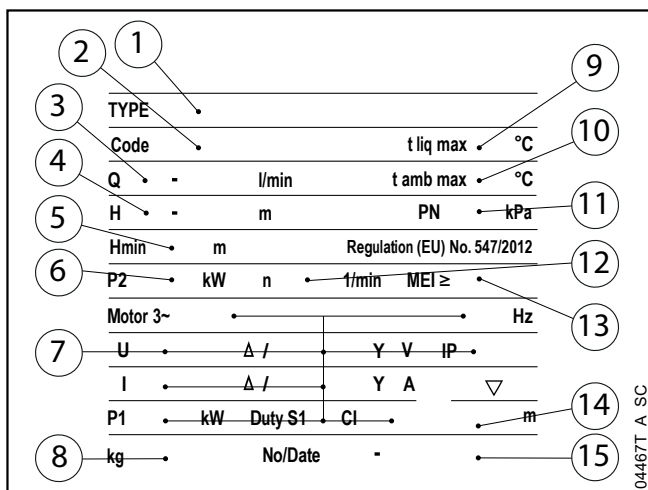 1
2
3
4
5
6
7
8
9
10
11
12
13
14
15
TYPE
Code t liq max °C
Q - l/min t amb max °C
H - m PN kPa
Hmin m Regulation (EU) No. 547/2012
P2 kW n 1/min MEI ≥
Motor 3~ Hz
U Δ / Y V IP
I Δ / Y A ▽
P1 kW Duty S1 Cl m
kg No/Date -
04467T A SC